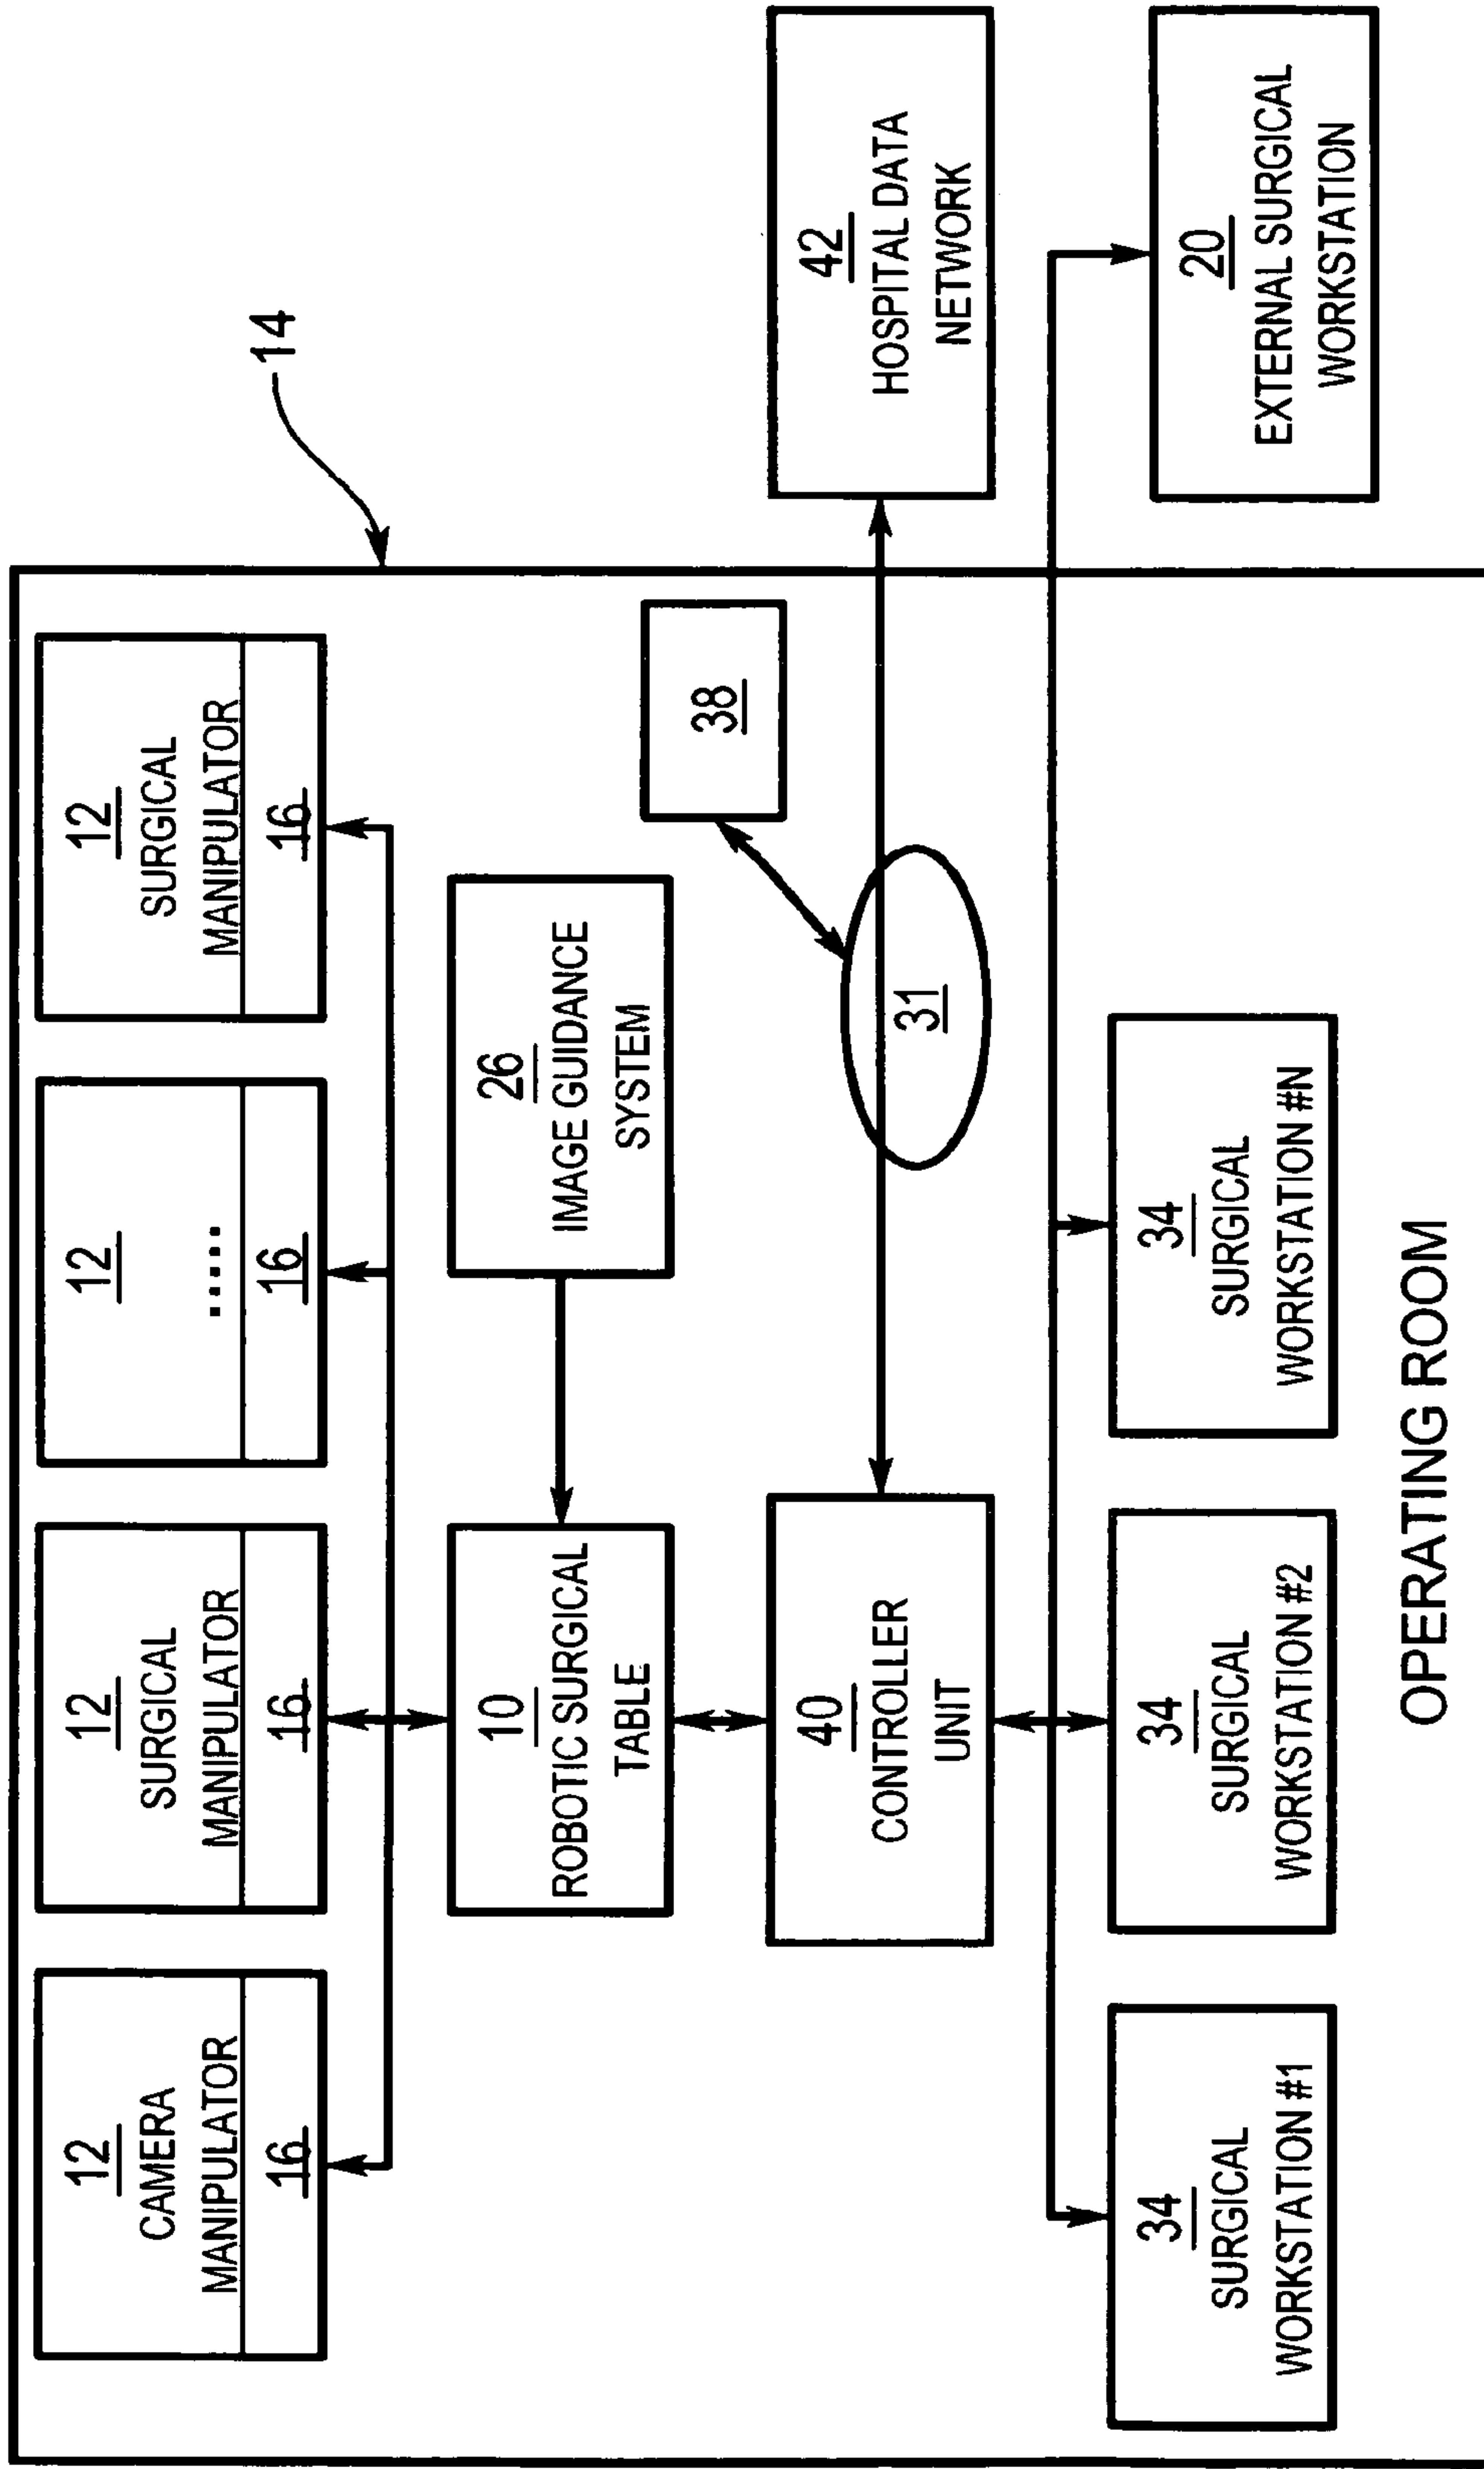 14
12
CAMERA
MANIPULATOR
16
12
SURGICAL
MANIPULATOR
16
12
.....
16
12
SURGICAL
MANIPULATOR
16
10
ROBOTIC SURGICAL
TABLE
26
IMAGE GUIDANCE
SYSTEM
38
40
CONTROLLER
UNIT
31
42
HOSPITAL DATA
NETWORK
34
SURGICAL
WORKSTATION #1
34
SURGICAL
WORKSTATION #2
34
SURGICAL
WORKSTATION #N
20
EXTERNAL SURGICAL
WORKSTATION
OPERATING ROOM